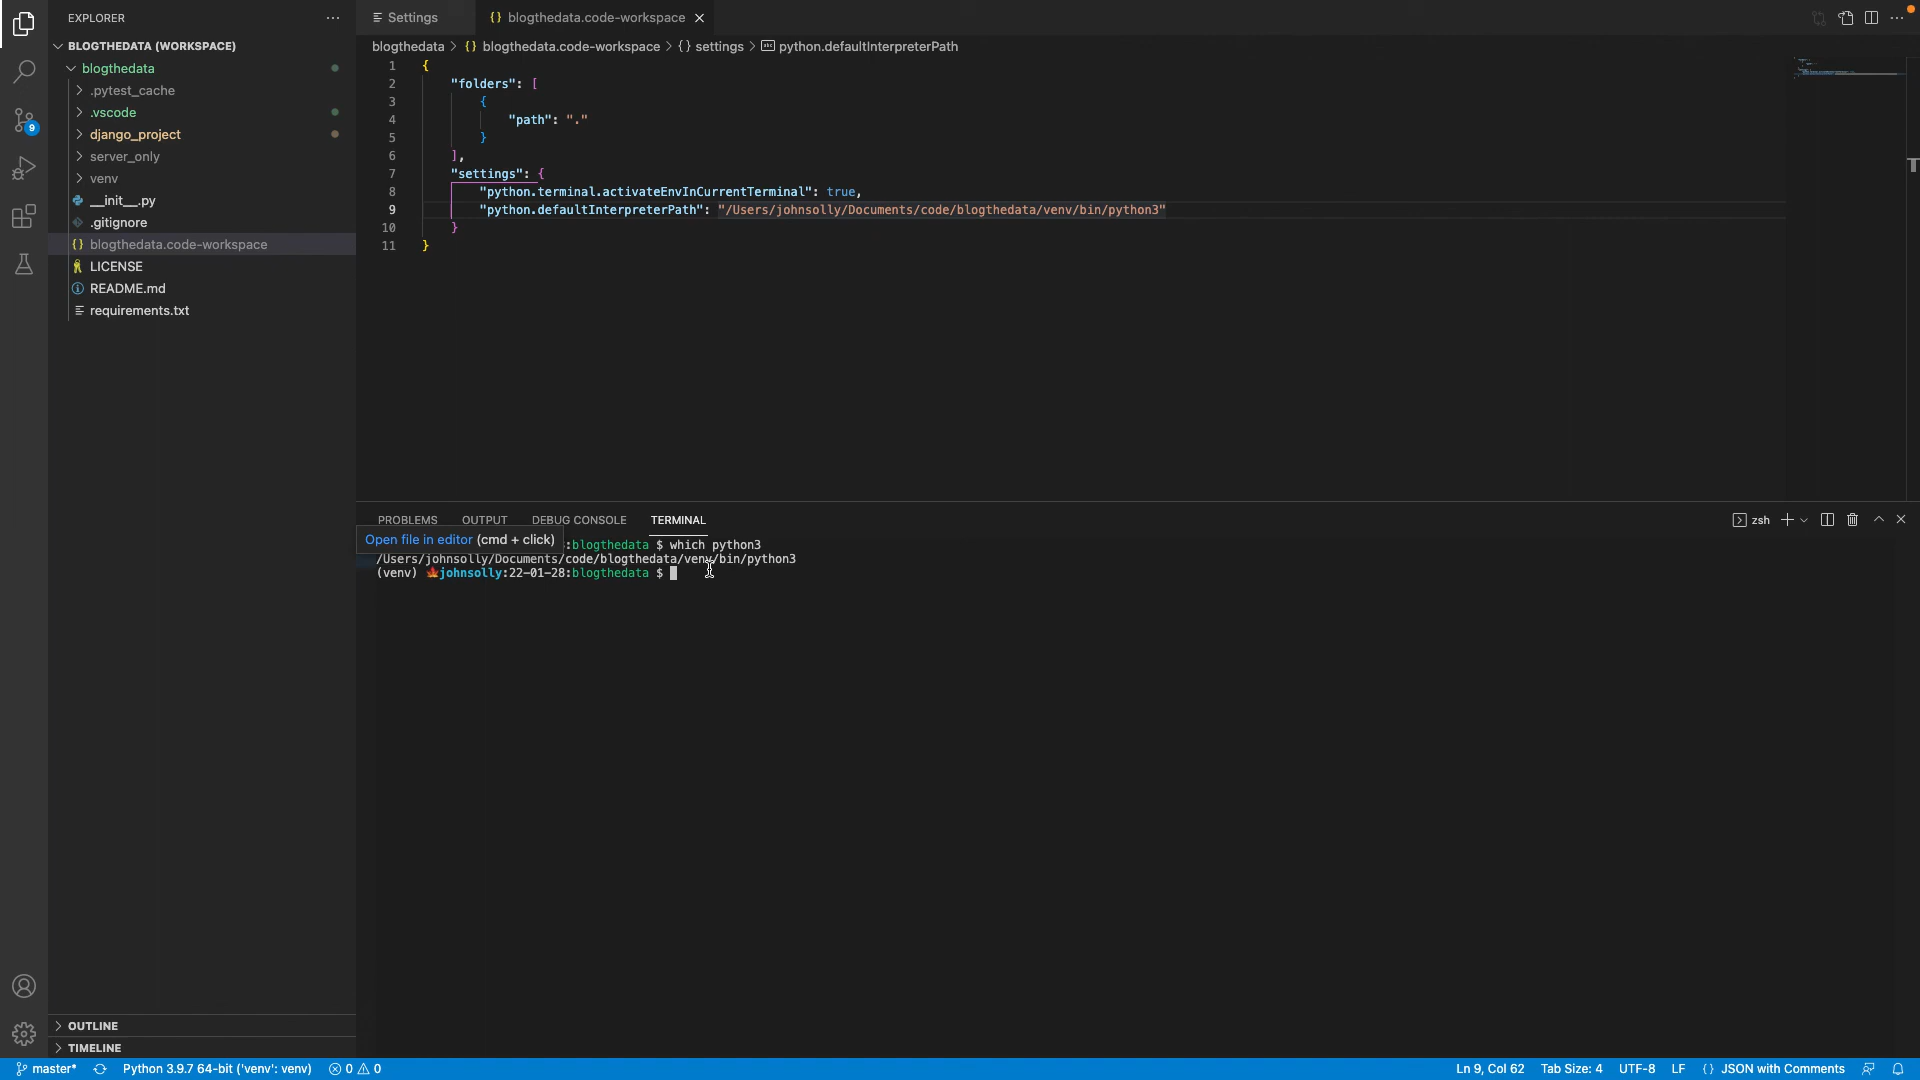 EXPLORER
BLOGTHEDATA (WORKSPACE)
blogthedata
.pytest_cache
.vscode
django_project
server_only
venv
__init__.py
.gitignore
blogthedata.code-workspace
LICENSE
README.md
requirements.txt
OUTLINE
TIMELINE
9
Settings
blogthedata.code-workspace
blogthedata > {} blogthedata.code-workspace > {} settings > python.defaultInterpreterPath
1 {
2 "folders": [
3 {
4 "path": "."
5 }
6 ],
7 "settings": {
8 "python.terminal.activateEnvInCurrentTerminal": true,
9 "python.defaultInterpreterPath": "/Users/johnsolly/Documents/code/blogthedata/venv/bin/python3"
10 }
11 }
PROBLEMS OUTPUT DEBUG CONSOLE TERMINAL
zsh
Open file in editor (cmd + click)
:blogthedata $ which python3
/Users/johnsolly/Documents/code/blogthedata/venv/bin/python3
(venv) 🍁johnsolly:22-01-28:blogthedata $
master* Python 3.9.7 64-bit ('venv': venv) 0 0 Ln 9, Col 62 Tab Size: 4 UTF-8 LF {} JSON with Comments